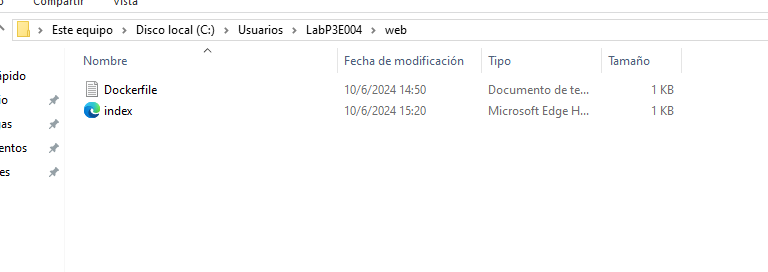 Compartir Vista
Este equipo > Disco local (C:) > Usuarios > LabP3E004 > web
Nombre Fecha de modificación Tipo Tamaño
Dockerfile 10/6/2024 14:50 Documento de te... 1 KB
index 10/6/2024 15:20 Microsoft Edge H... 1 KB
ípido
io
as
entos
es